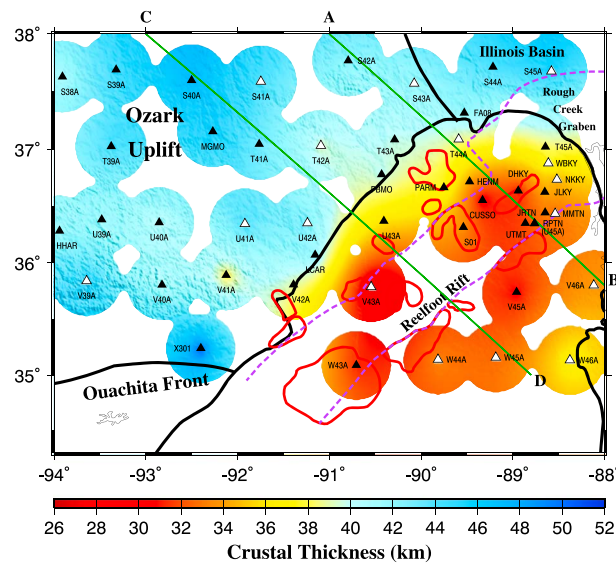 C
A
38˚
37˚
36˚
35˚
Illinois Basin
Rough
Creek
Graben
Ozark
Uplift
Reelfoot Rift
Ouachita Front
B
D
S38A
S39A
S40A
S41A
S42A
S43A
S44A
S45A
FA08
T39A
MGMO
T41A
T42A
T43A
T44A
T45A
WBKY
NKKY
JLKY
MMTN
DHKY
HENM
PARM
PBMO
CUSSO
JRTN
RPTN
(U45A)
UTMT
S01
HHAR
U39A
U40A
U41A
U42A
U43A
LCAR
V39A
V40A
V41A
V42A
V43A
V45A
V46A
X301
W43A
W44A
W45A
W46A
-94˚ -93˚ -92˚ -91˚ -90˚ -89˚ -88˚
26 28 30 32 34 36 38 40 42 44 46 48 50 52
Crustal Thickness (km)